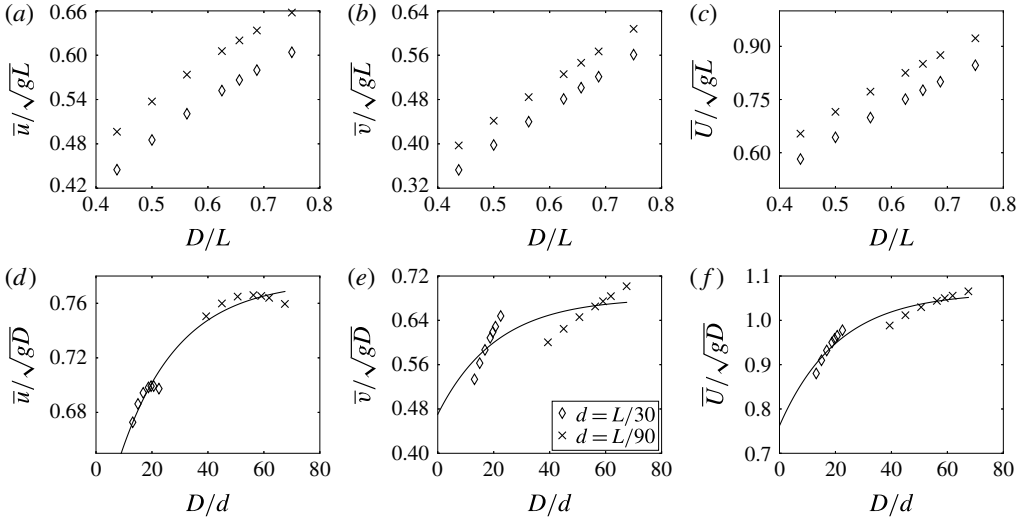 (a)
0.66
0.60
0.54
0.48
0.42
u̅/√gL
0.4 0.5 0.6 0.7 0.8
D/L
(b)
0.64
0.56
0.48
0.40
0.32
v̅/√gL
0.4 0.5 0.6 0.7 0.8
D/L
(c)
0.90
0.75
0.60
U̅/√gL
0.4 0.5 0.6 0.7 0.8
D/L
(d)
0.76
0.72
0.68
u̅/√gD
0 20 40 60 80
D/d
(e)
0.72
0.64
0.56
0.48
0.40
v̅/√gD
d = L/30
d = L/90
0 20 40 60 80
D/d
(f)
1.1
1.0
0.9
0.8
0.7
U̅/√gD
0 20 40 60 80
D/d